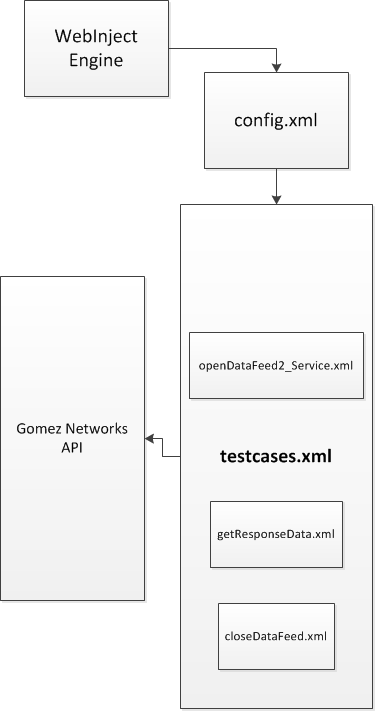 WebInject
Engine
config.xml
openDataFeed2_Service.xml
Gomez Networks
API
testcases.xml
getResponseData.xml
closeDataFeed.xml